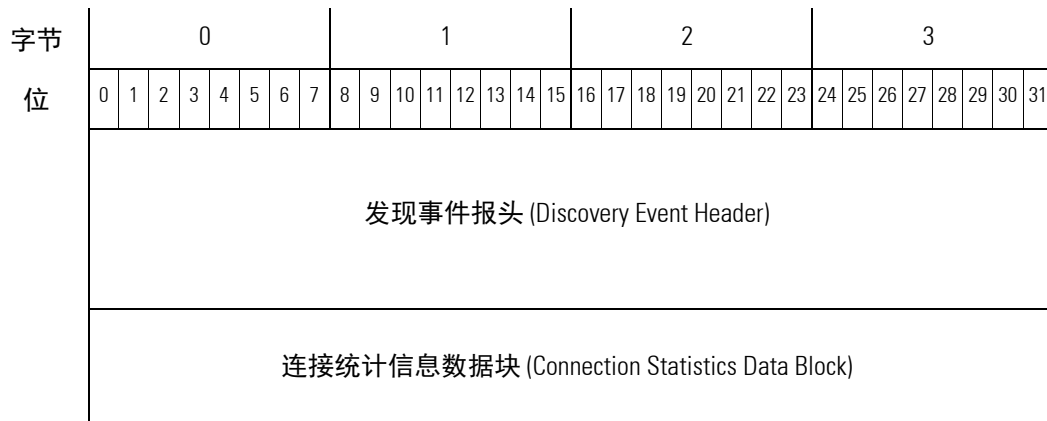 字节 0 1 2 3
位 0 1 2 3 4 5 6 7 8 9 10 11 12 13 14 15 16 17 18 19 20 21 22 23 24 25 26 27 28 29 30 31
发现事件报头 (Discovery Event Header)
连接统计信息数据块 (Connection Statistics Data Block)